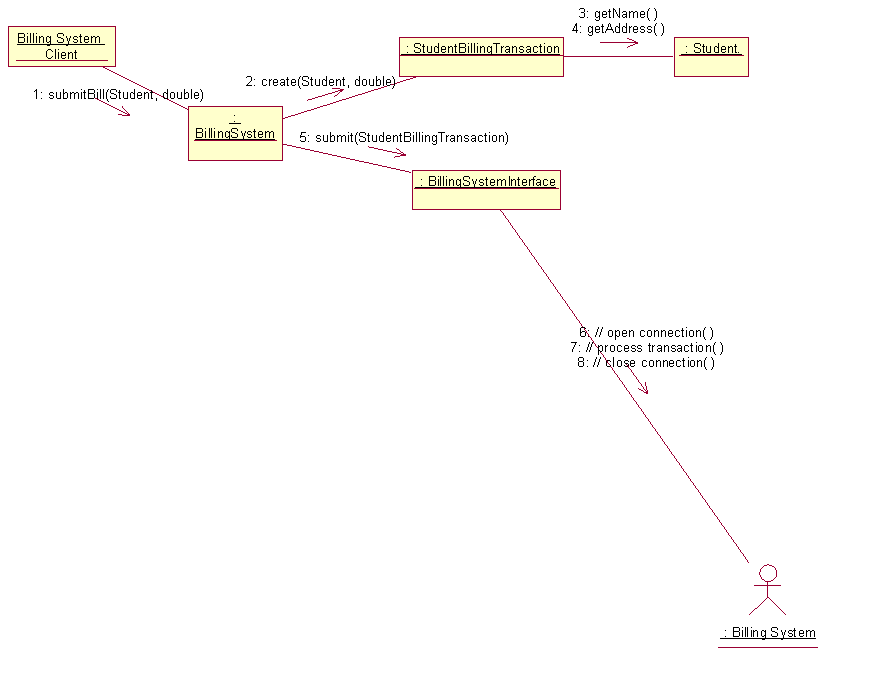 3: getName( )
4: getAddress( )
Billing System
Client
: StudentBillingTransaction
: Student.
2: create(Student, double)
1: submitBill(Student, double)
:
BillingSystem
5: submit(StudentBillingTransaction)
: BillingSystemInterface
6: // open connection( )
7: // process transaction( )
8: // close connection( )
: Billing System